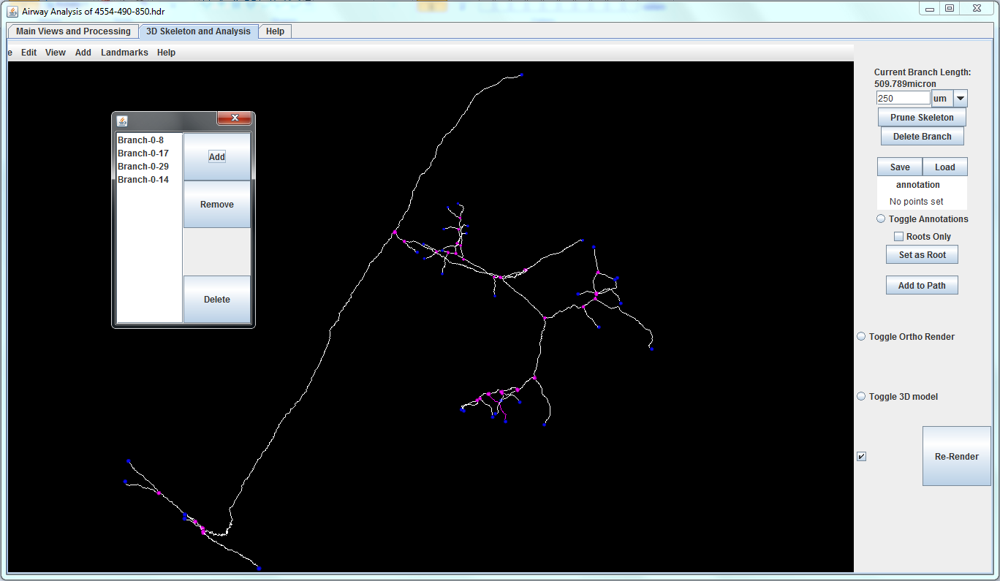 Airway Analysis of 4554-490-850.hdr
Main Views and Processing 3D Skeleton and Analysis Help
e Edit View Add Landmarks Help
Current Branch Length:
509.789micron
250 um
Prune Skeleton
Delete Branch
Save Load
annotation
No points set
Toggle Annotations
Roots Only
Set as Root
Add to Path
Toggle Ortho Render
Toggle 3D model
Re-Render
Branch-0-8
Branch-0-17
Branch-0-29
Branch-0-14
Add
Remove
Delete